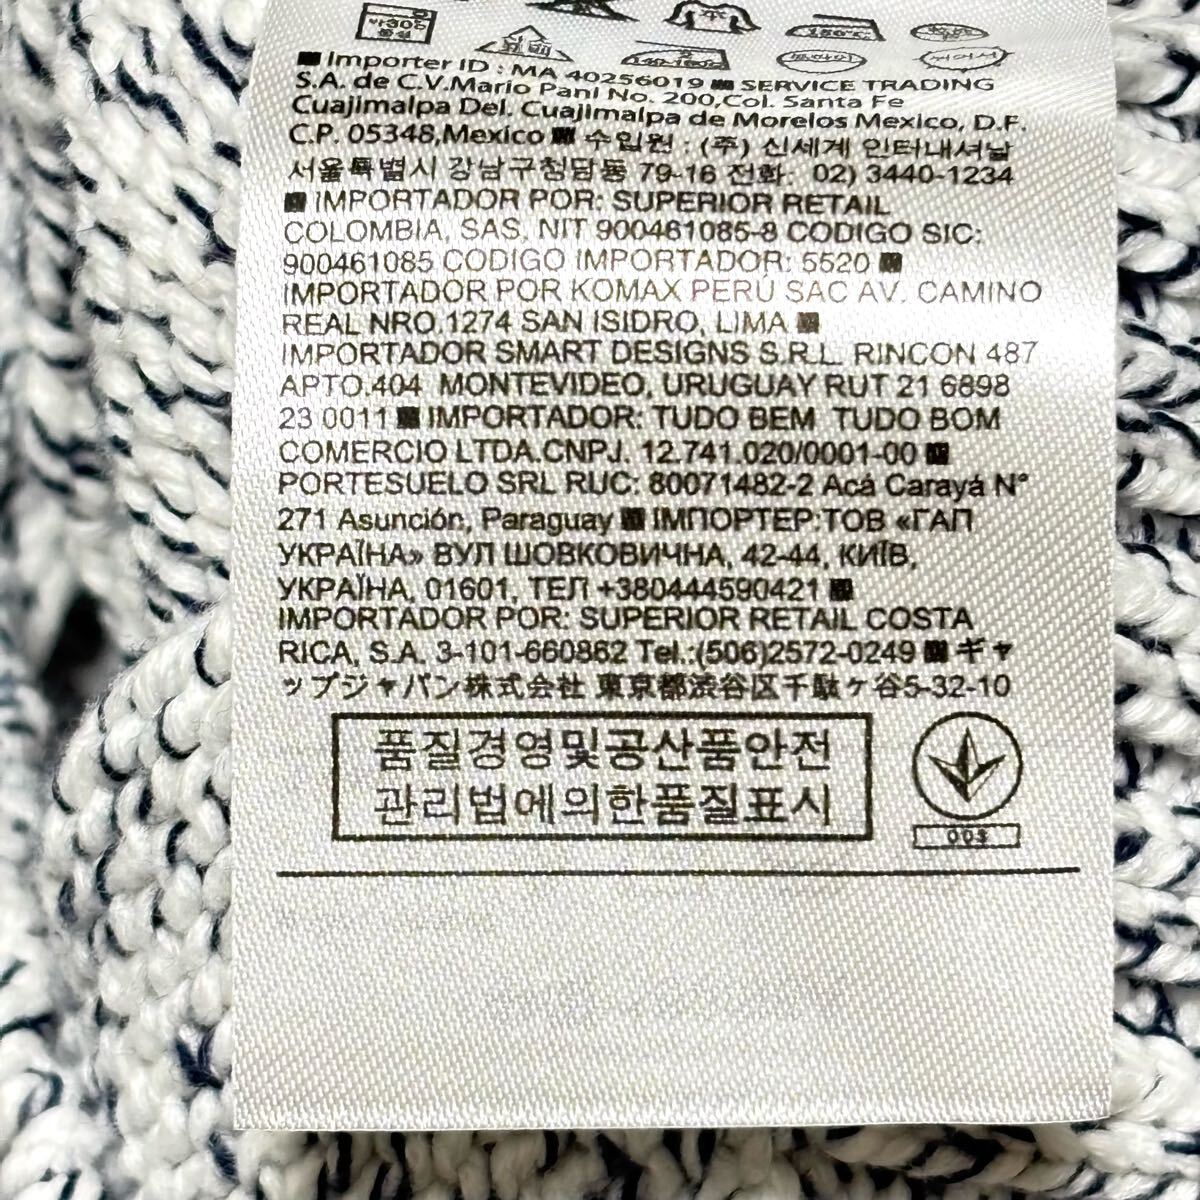 ■ Importer ID : MA 40256019 ■ SERVICE TRADING
S.A. de C.V.Mario Pani No. 200,Col. Santa Fe
Cuajimalpa Del. Cuajimalpa de Morelos Mexico, D.F.
C.P. 05348,Mexico ■ 수입원 : (주) 신세계 인터내셔날
서울특별시 강남구청담동 79-16 전화: 02) 3440-1234
■ IMPORTADOR POR: SUPERIOR RETAIL
COLOMBIA, SAS, NIT 900461085-8 CODIGO SIC:
900461085 CODIGO IMPORTADOR: 5520 ■
IMPORTADOR POR KOMAX PERÚ SAC AV. CAMINO
REAL NRO.1274 SAN ISIDRO, LIMA ■
IMPORTADOR SMART DESIGNS S.R.L. RINCON 487
APTO.404 MONTEVIDEO, URUGUAY RUT 21 6898
23 0011 ■ IMPORTADOR: TUDO BEM TUDO BOM
COMERCIO LTDA.CNPJ. 12.741.020/0001-00 ■
PORTESUELO SRL RUC: 80071482-2 Acá Carayá N°
271 Asunción, Paraguay ■ ІМПОРТЕР:ТОВ «ГАП
УКРАЇНА» ВУЛ ШОВКОВИЧНА, 42-44, КИЇВ,
УКРАЇНА, 01601, ТЕЛ +380444590421 ■
IMPORTADOR POR: SUPERIOR RETAIL COSTA
RICA, S.A. 3-101-660862 Tel.:(506)2572-0249 ■ ギャ
ップジャパン株式会社 東京都渋谷区千駄ヶ谷5-32-10
품질경영및공산품안전
관리법에의한품질표시
003